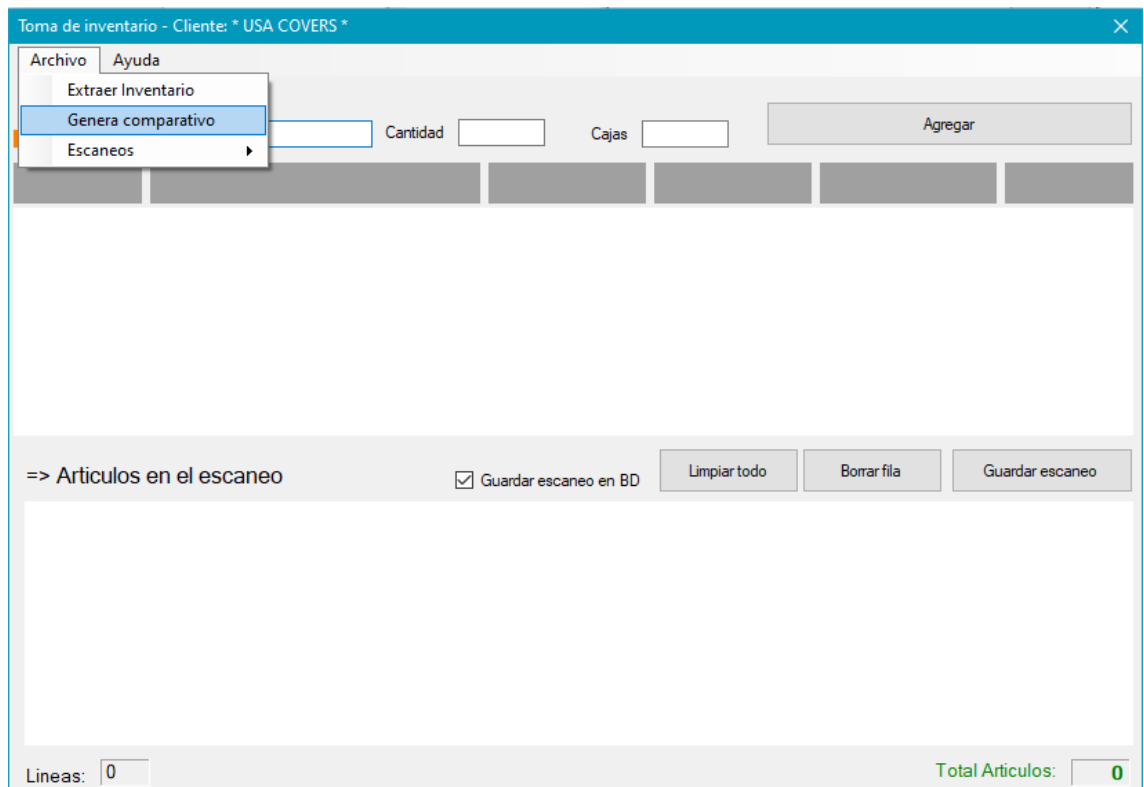 Toma de inventario - Cliente: * USA COVERS *
Archivo Ayuda
Extraer Inventario
Genera comparativo
Escaneos
Cantidad Cajas Agregar
=> Articulos en el escaneo Guardar escaneo en BD Limpiar todo Borrar fila Guardar escaneo
Lineas: 0 Total Articulos: 0